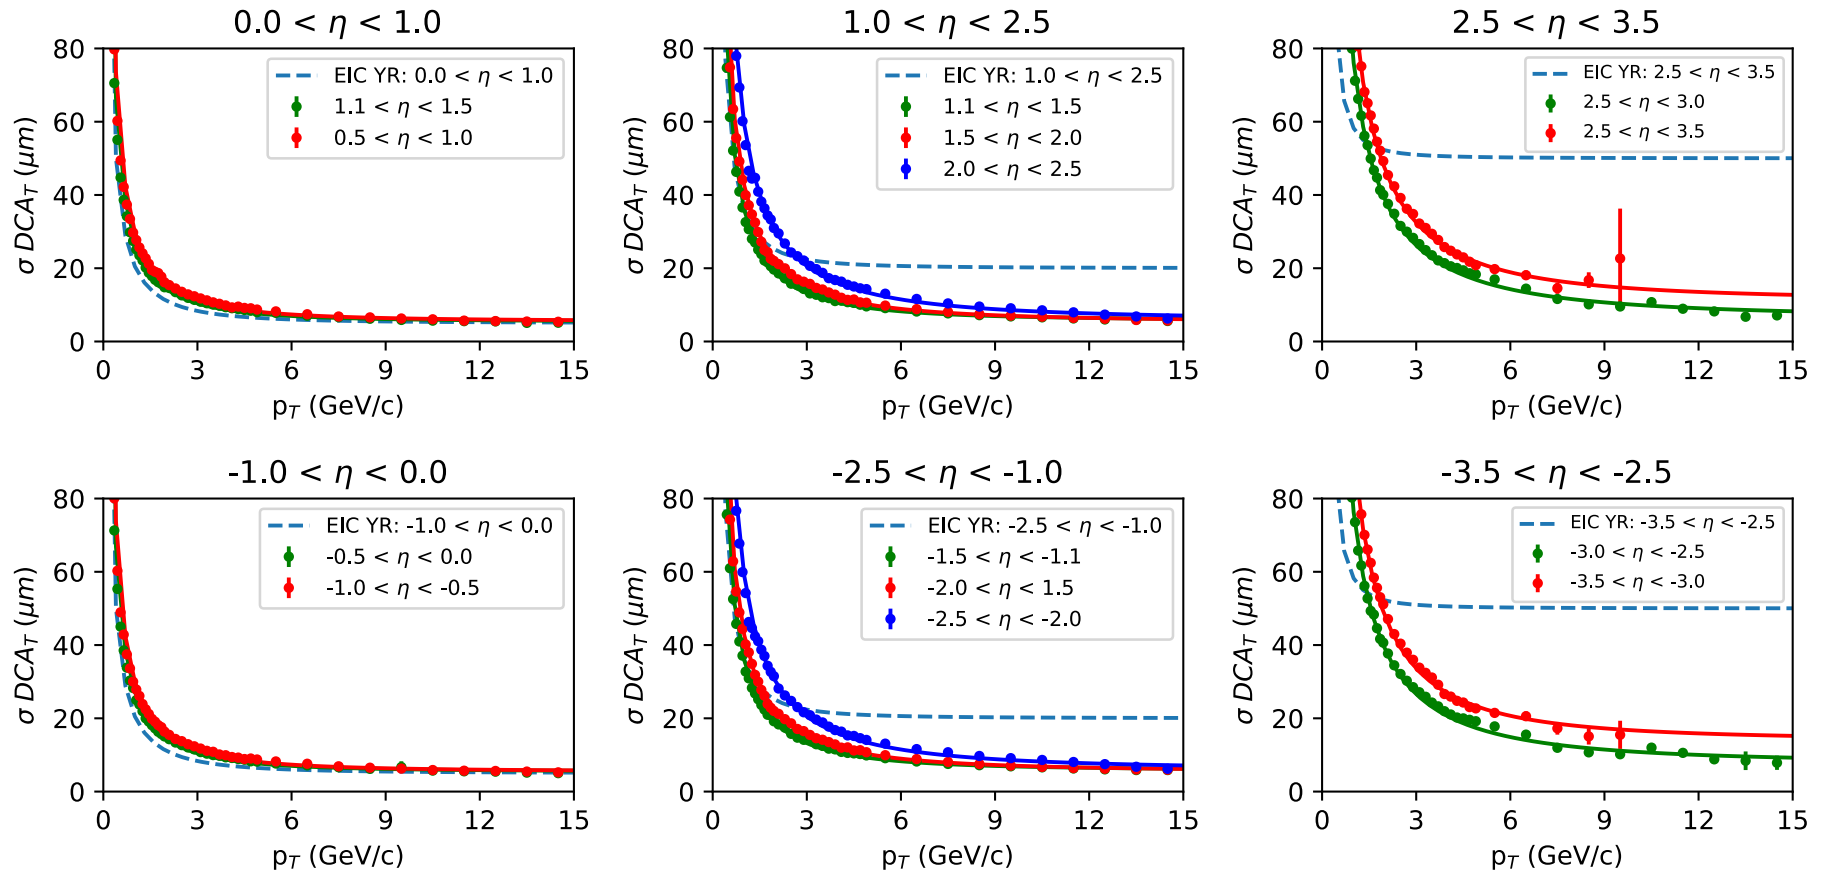 0.0 < η < 1.0
80
60
40
20
0
σ DCA_T (μm)
EIC YR: 0.0 < η < 1.0
1.1 < η < 1.5
0.5 < η < 1.0
0 3 6 9 12 15
p_T (GeV/c)
1.0 < η < 2.5
80
60
40
20
0
σ DCA_T (μm)
EIC YR: 1.0 < η < 2.5
1.1 < η < 1.5
1.5 < η < 2.0
2.0 < η < 2.5
0 3 6 9 12 15
p_T (GeV/c)
2.5 < η < 3.5
80
60
40
20
0
σ DCA_T (μm)
EIC YR: 2.5 < η < 3.5
2.5 < η < 3.0
2.5 < η < 3.5
0 3 6 9 12 15
p_T (GeV/c)
-1.0 < η < 0.0
80
60
40
20
0
σ DCA_T (μm)
EIC YR: -1.0 < η < 0.0
-0.5 < η < 0.0
-1.0 < η < -0.5
0 3 6 9 12 15
p_T (GeV/c)
-2.5 < η < -1.0
80
60
40
20
0
σ DCA_T (μm)
EIC YR: -2.5 < η < -1.0
-1.5 < η < -1.1
-2.0 < η < 1.5
-2.5 < η < -2.0
0 3 6 9 12 15
p_T (GeV/c)
-3.5 < η < -2.5
80
60
40
20
0
σ DCA_T (μm)
EIC YR: -3.5 < η < -2.5
-3.0 < η < -2.5
-3.5 < η < -3.0
0 3 6 9 12 15
p_T (GeV/c)